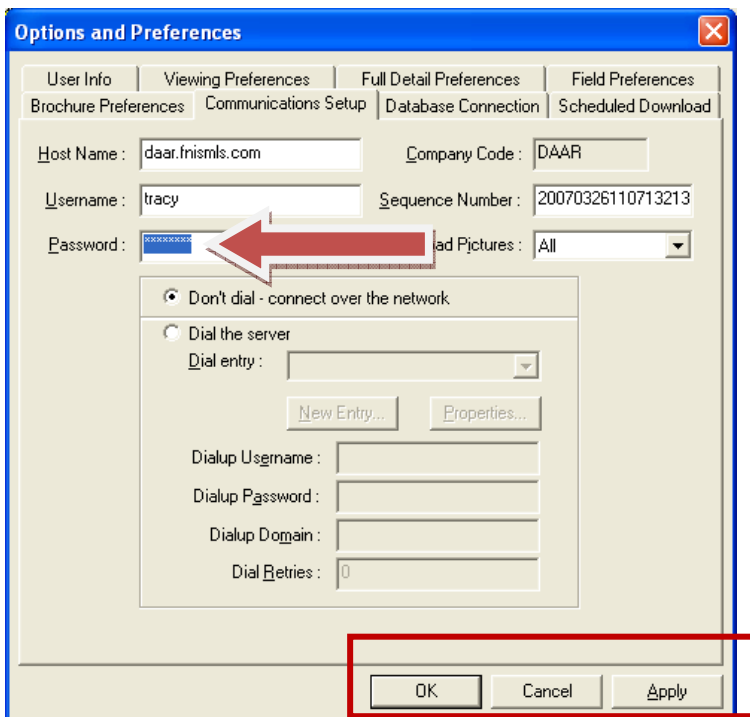 Options and Preferences
User Info Viewing Preferences Full Detail Preferences Field Preferences
Brochure Preferences Communications Setup Database Connection Scheduled Download
Host Name : daar.fnismls.com Company Code : DAAR
Username : tracy Sequence Number : 20070326110713213
Password : ******** ad Pictures : All
Don't dial - connect over the network
Dial the server
Dial entry :
New Entry... Properties...
Dialup Username :
Dialup Password :
Dialup Domain :
Dial Retries : 0
OK Cancel Apply